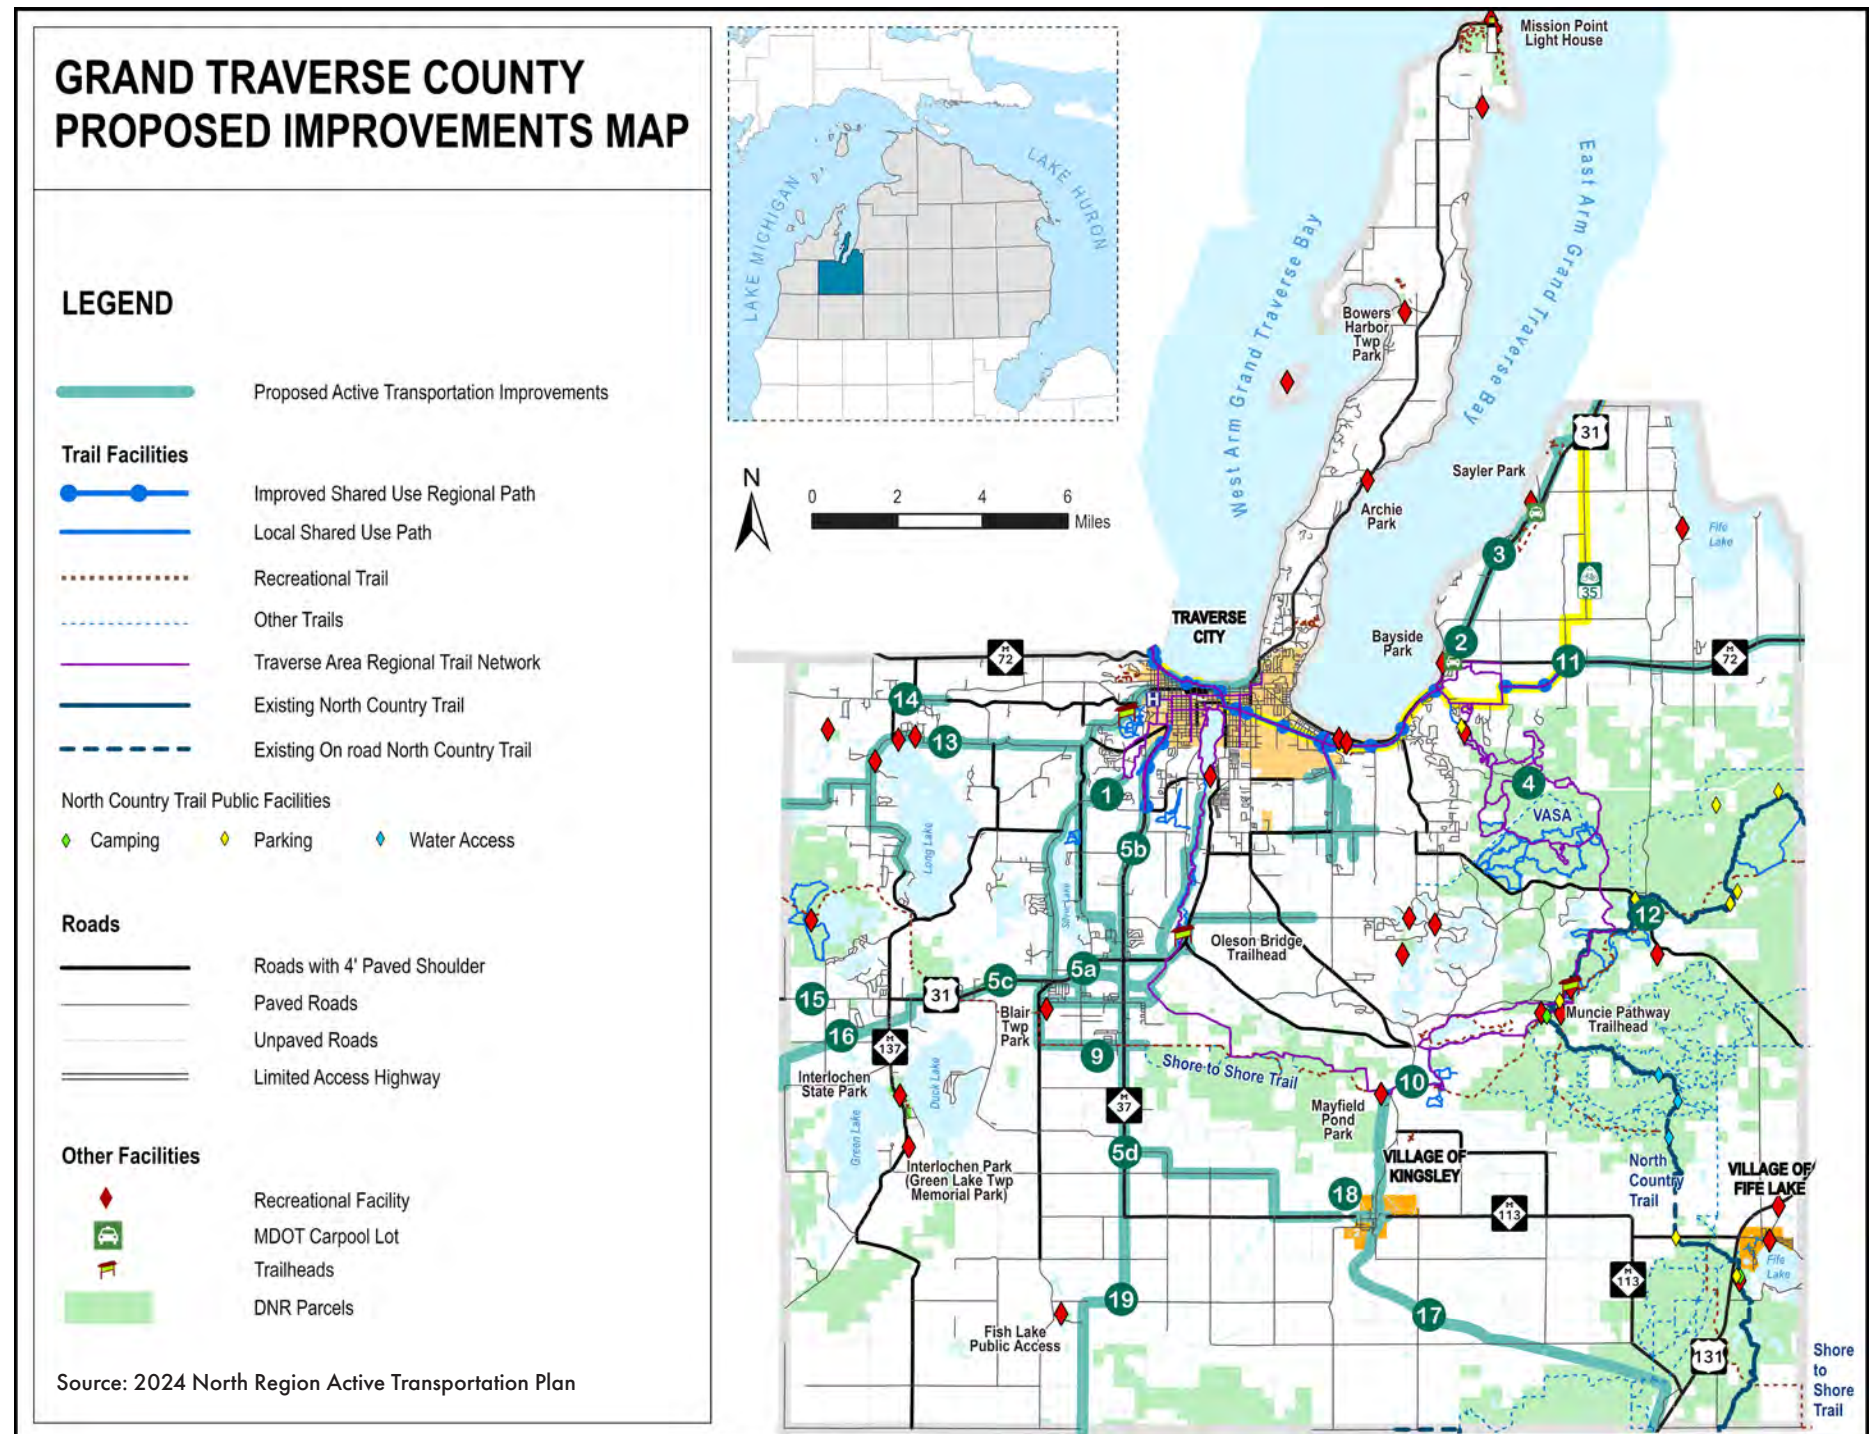 GRAND TRAVERSE COUNTY
PROPOSED IMPROVEMENTS MAP
LEGEND
Proposed Active Transportation Improvements
Trail Facilities
Improved Shared Use Regional Path
Local Shared Use Path
Recreational Trail
Other Trails
Traverse Area Regional Trail Network
Existing North Country Trail
Existing On road North Country Trail
North Country Trail Public Facilities
Camping
Parking
Water Access
Roads
Roads with 4' Paved Shoulder
Paved Roads
Unpaved Roads
Limited Access Highway
Other Facilities
Recreational Facility
MDOT Carpool Lot
Trailheads
DNR Parcels
Source: 2024 North Region Active Transportation Plan
LAKE MICHIGAN
LAKE HURON
N
0 2 4 6
Miles
Mission Point
Light House
East Arm Grand Traverse Bay
West Arm Grand Traverse Bay
Bowers
Harbor
Twp
Park
31
Sayler Park
Archie
Park
Fife
Lake
3
35
TRAVERSE
CITY
Bayside
Park
2
M
72
11
M
72
14
H
13
1
4
VASA
5b
Long Lake
Silver Lake
12
Oleson Bridge
Trailhead
5a
5c
31
15
Blair
Twp
Park
Muncie Pathway
Trailhead
16
M
137
9
Shore to Shore Trail
10
Interlochen
State Park
Duck Lake
Green Lake
M
37
Mayfield
Pond
Park
5d
VILLAGE OF
KINGSLEY
North
Country
Trail
VILLAGE OF
FIFE LAKE
Interlochen Park
(Green Lake Twp
Memorial Park)
18
M
113
Fife
Lake
M
113
19
17
Fish Lake
Public Access
131
Shore
to
Shore
Trail